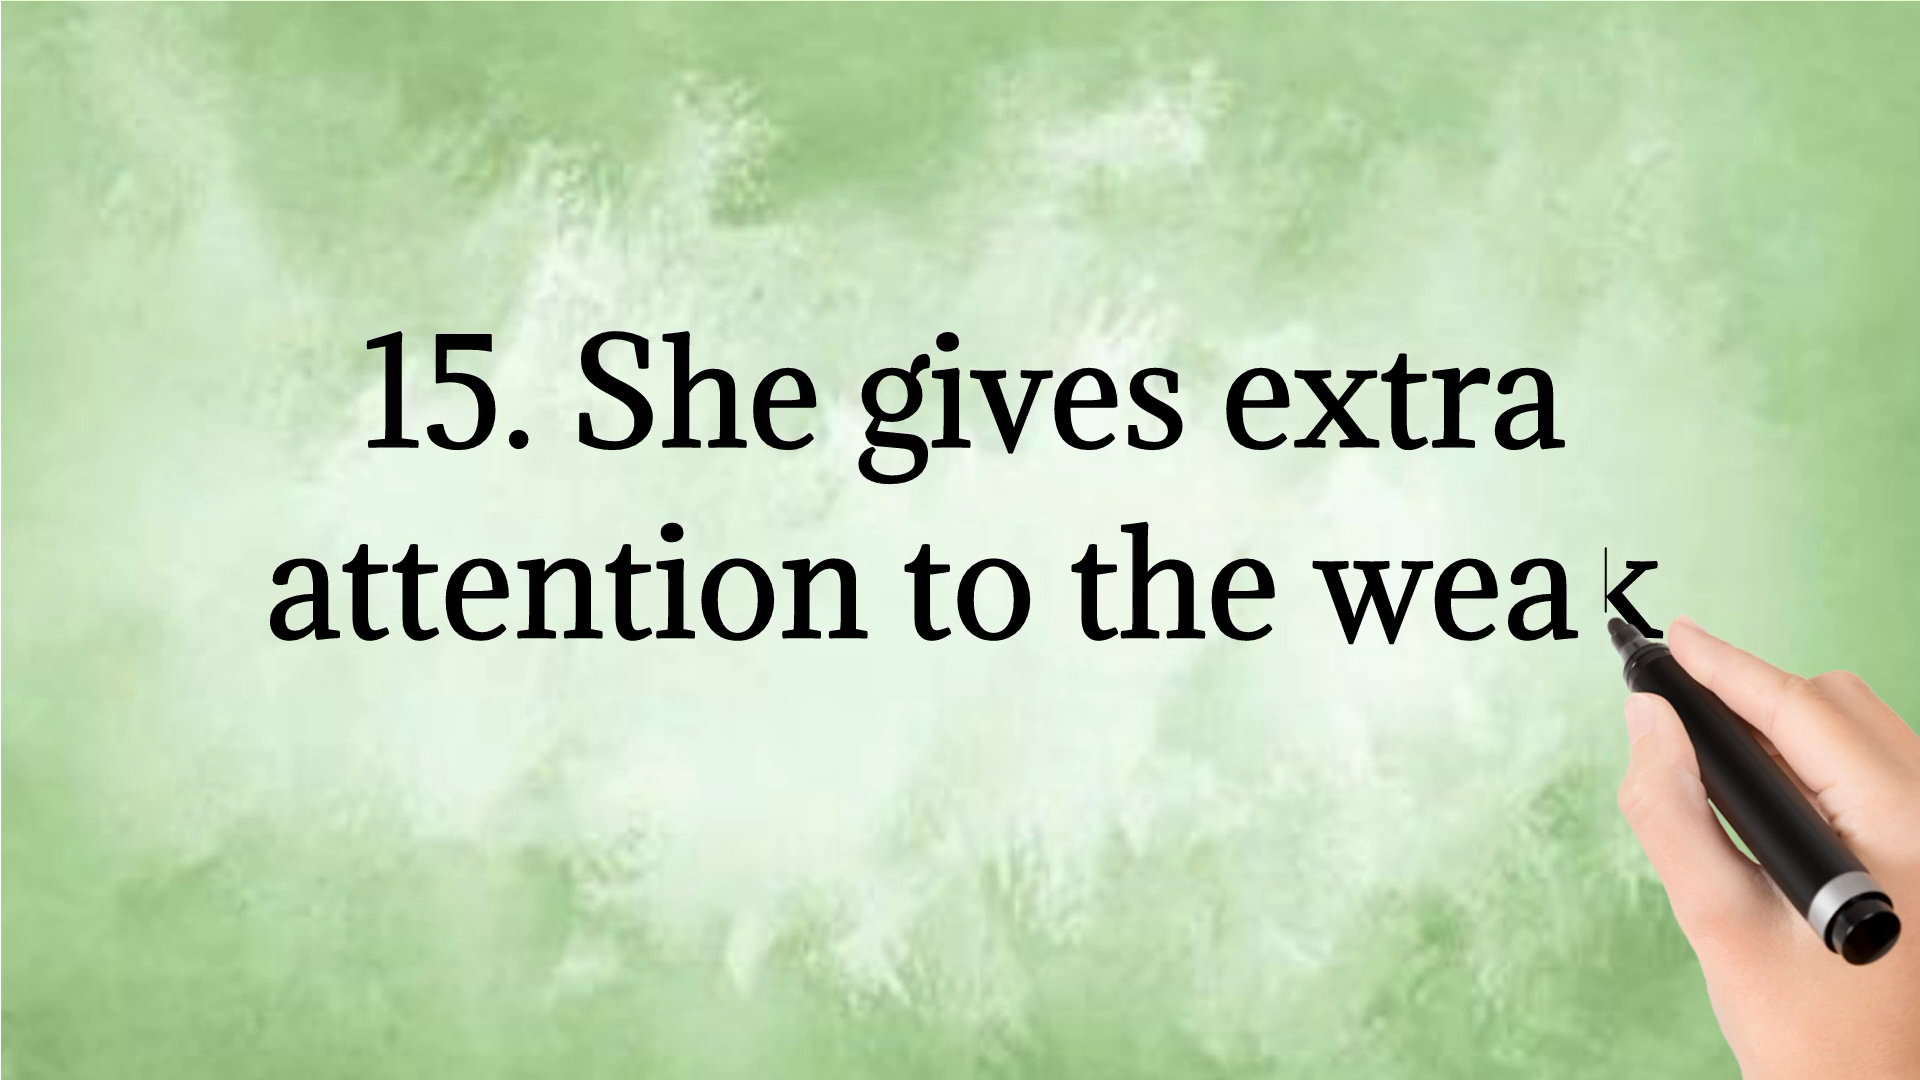 15. She gives extra
attention to the weak